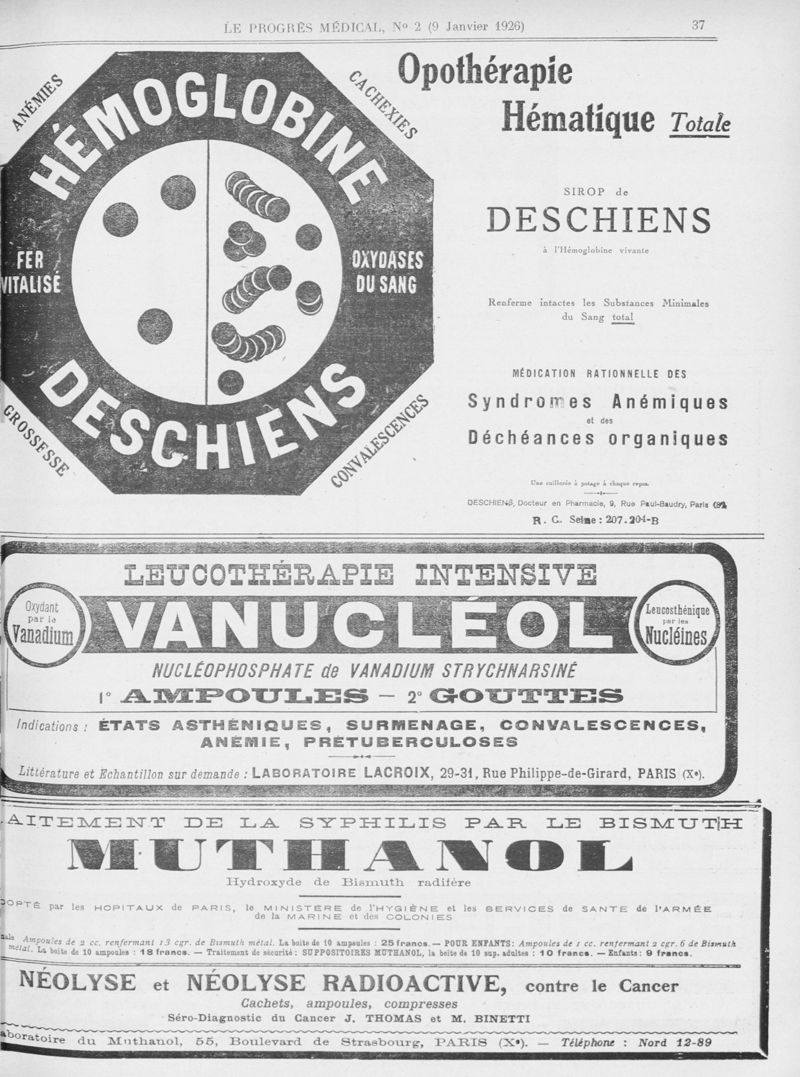 LE PROGRÈS MÉDICAL, No 2 (9 Janvier 1926)
37
ANÉMIES
CACHEXIES
HÉMOGLOBINE
FER
VITALISÉ
OXYDASES
DU SANG
DESCHIENS
GROSSESSE
CONVALESCENCES
Opothérapie
Hématique Totale
SIROP de
DESCHIENS
à l'Hémoglobine vivante
Renferme intactes les Substances Minimales
du Sang total
MÉDICATION RATIONNELLE DES
Syndromes Anémiques
et des
Déchéances organiques
Une cuillerée à potage à chaque repas.
DESCHIENS, Docteur en Pharmacie, 9, Rue Paul-Baudry, Paris (8e)
R. C. Seine : 207.204-B
LEUCOTHÉRAPIE INTENSIVE
Oxydant
par le
Vanadium
VANUCLÉOL
Leucosthénique
par les
Nucléines
NUCLÉOPHOSPHATE de VANADIUM STRYCHNARSINÉ
1° AMPOULES — 2° GOUTTES
Indications : ÉTATS ASTHÉNIQUES, SURMENAGE, CONVALESCENCES,
ANÉMIE, PRÉTUBERCULOSES
Littérature et Echantillon sur demande : LABORATOIRE LACROIX, 29-31, Rue Philippe-de-Girard, PARIS (Xe).
AITEMENT DE LA SYPHILIS PAR LE BISMUTH
MUTHANOL
Hydroxyde de Bismuth radifère
OPTÉ par les HOPITAUX de PARIS, le MINISTÈRE de l'HYGIÈNE et les SERVICES de SANTE de l'ARMÉE
de la MARINE et des COLONIES
Ampoules de 2 cc. renfermant 13 cgr. de Bismuth métal. La boite de 10 ampoules : 25 francs. — POUR ENFANTS: Ampoules de 1 cc. renfermant 2 cgr. 6 de Bismuth
métal. La boite de 10 ampoules : 18 francs. — Traitement de sécurité : SUPPOSITOIRES MUTHANOL, la boite de 10 sup. adultes : 10 francs. — Enfants: 9 francs.
NÉOLYSE et NÉOLYSE RADIOACTIVE, contre le Cancer
Cachets, ampoules, compresses
Séro-Diagnostic du Cancer J. THOMAS et M. BINETTI
aboratoire du Muthanol, 55, Boulevard de Strasbourg, PARIS (Xe). — Téléphone : Nord 12-89